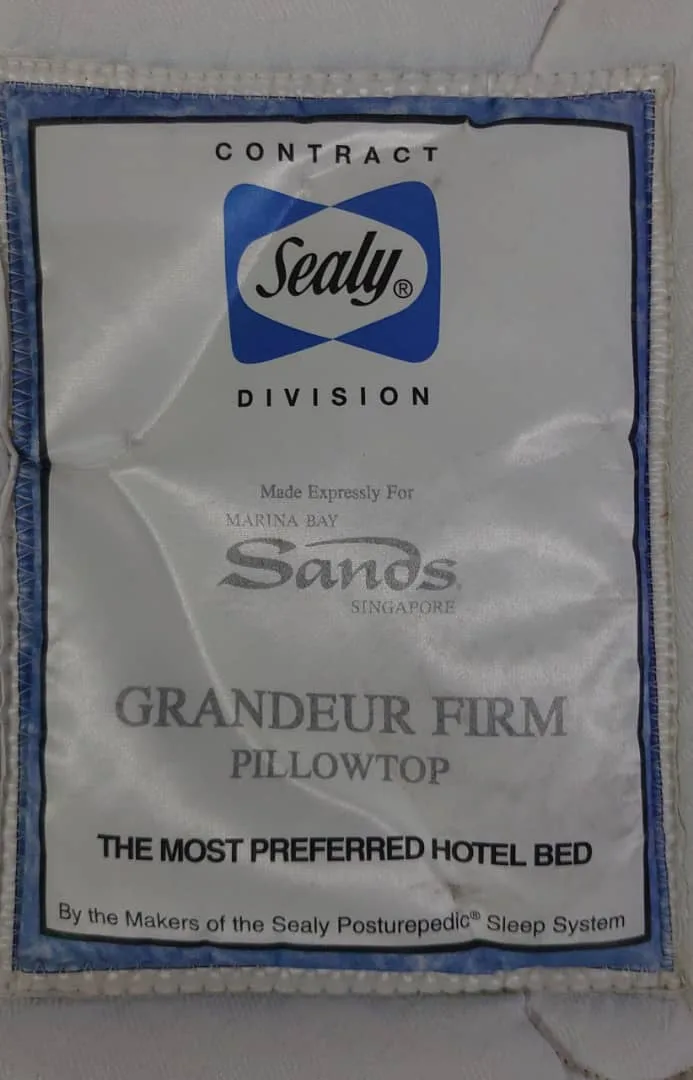 CONTRACT
Sealy®
DIVISION
Made Expressly For
MARINA BAY
Sands
SINGAPORE
GRANDEUR FIRM
PILLOWTOP
THE MOST PREFERRED HOTEL BED
By the Makers of the Sealy Posturepedic® Sleep System